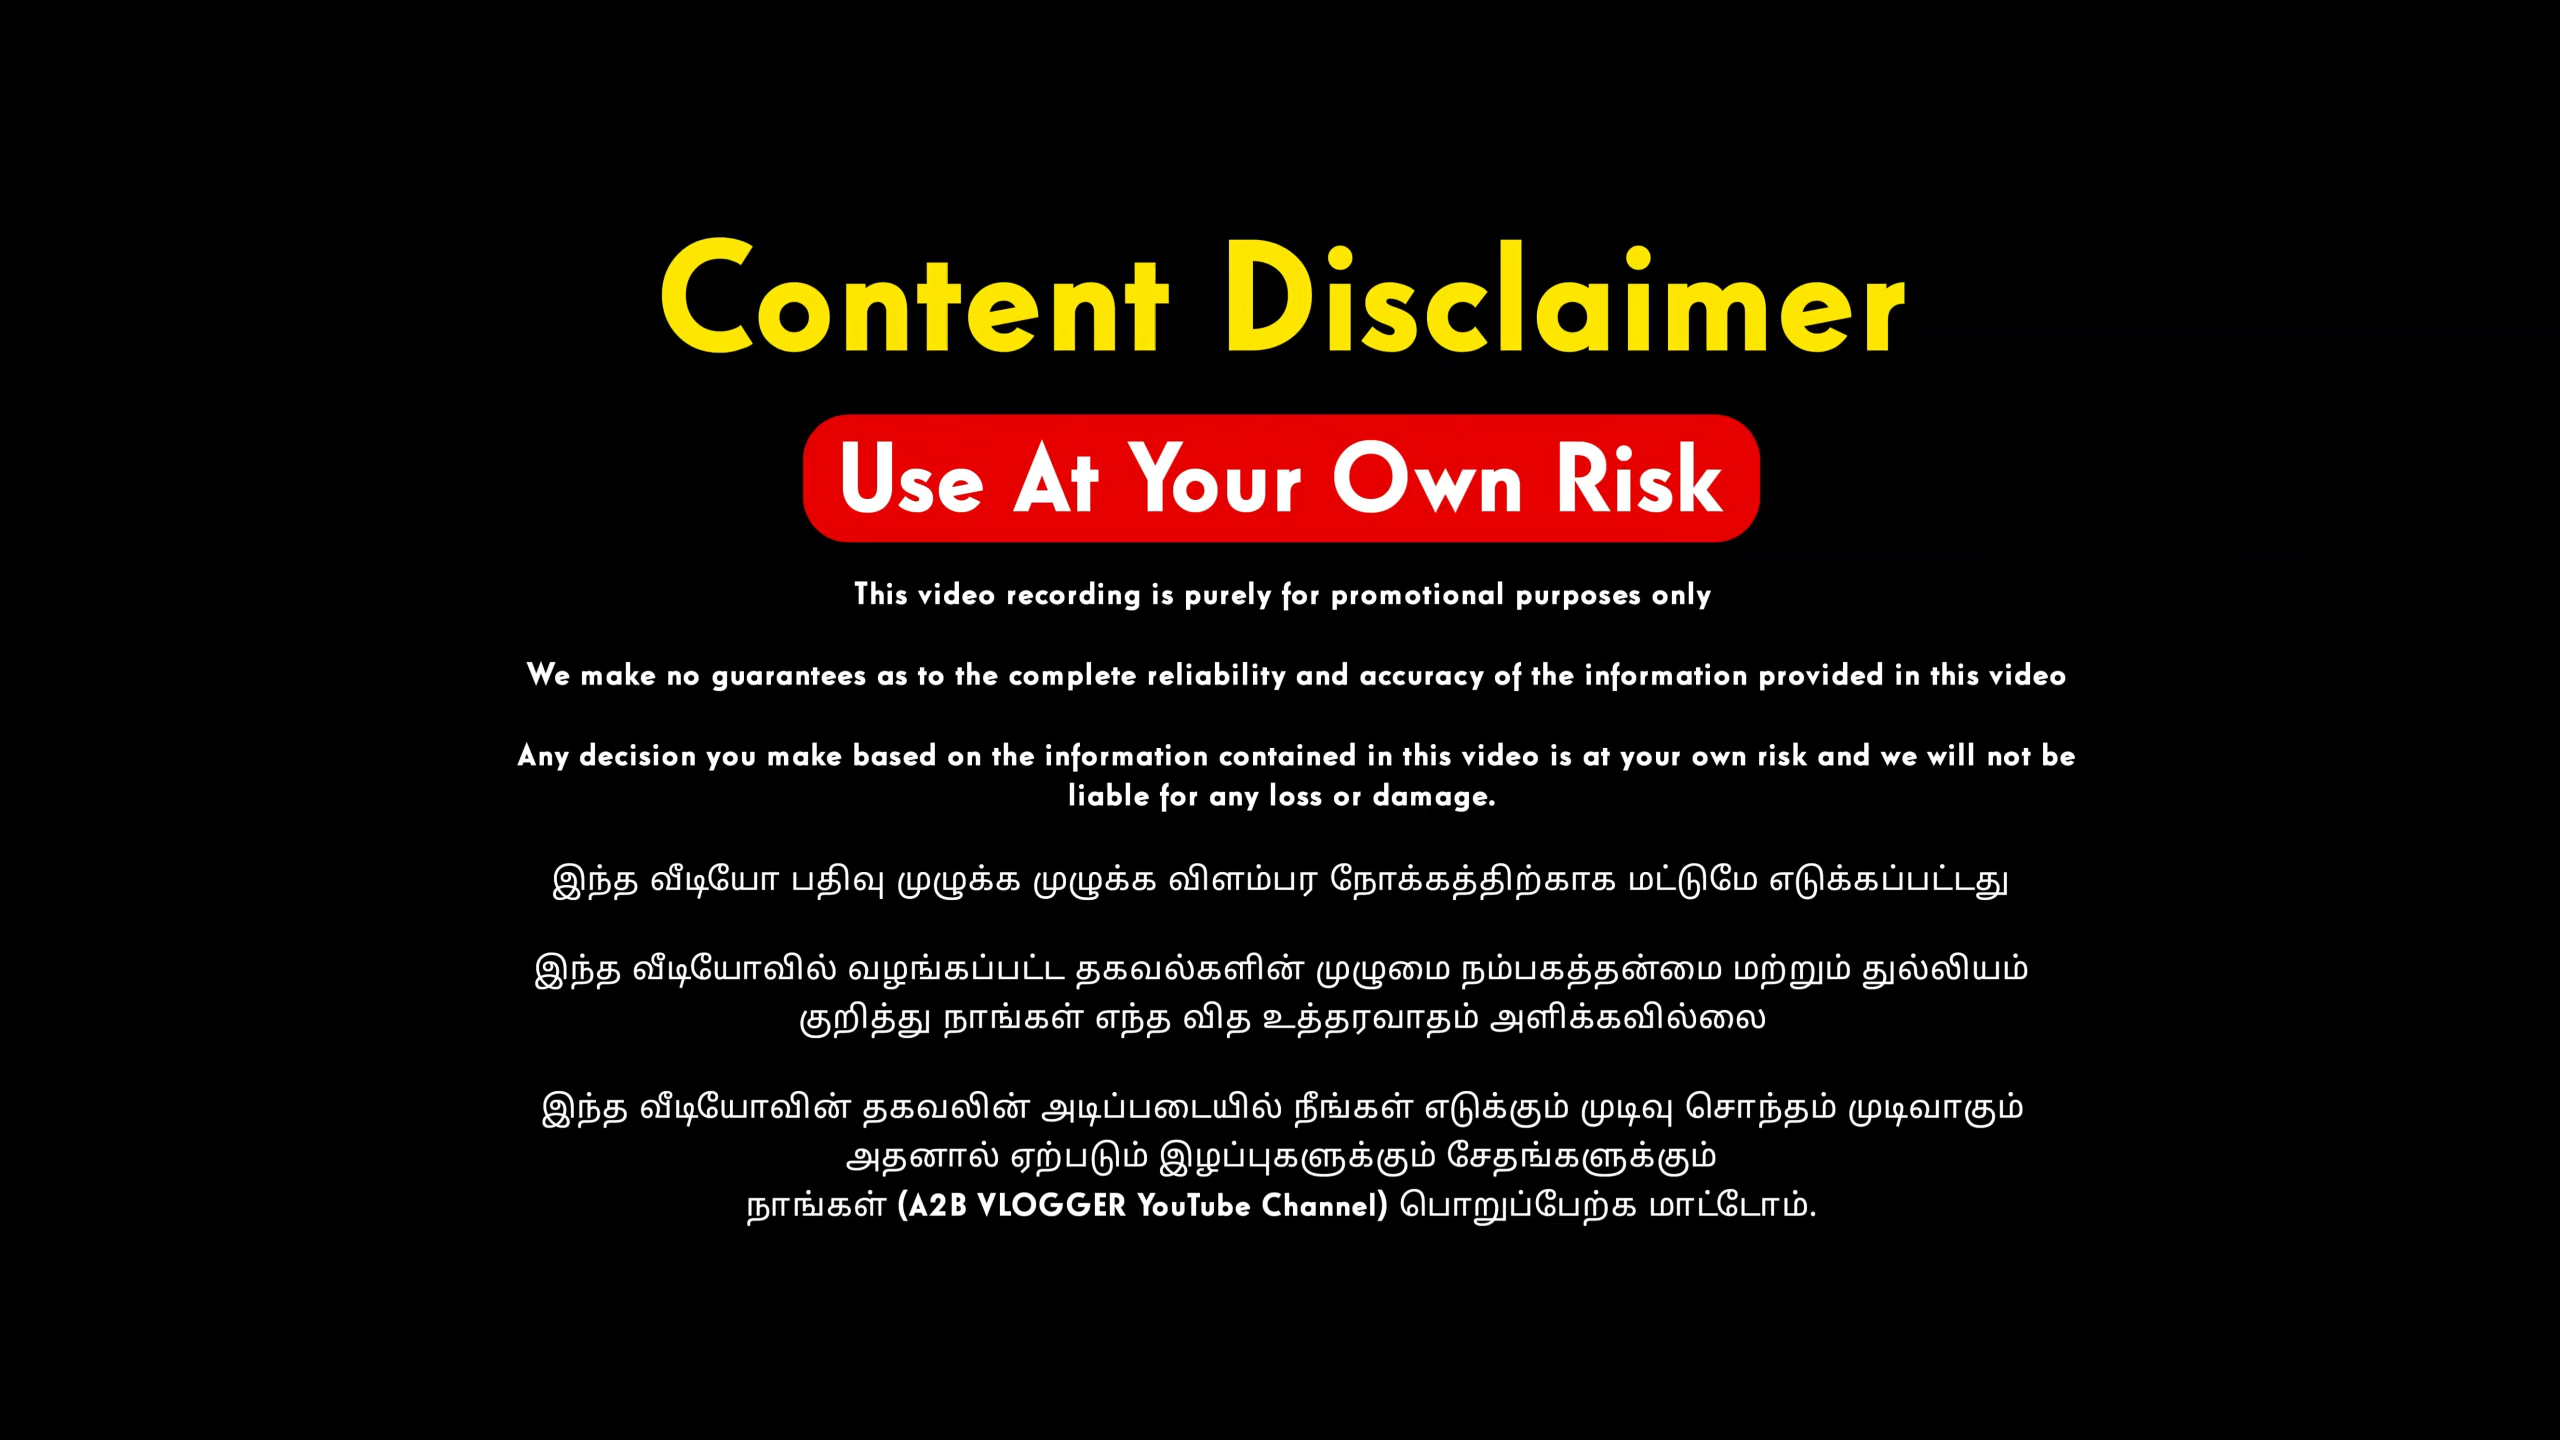 Content Disclaimer
Use At Your Own Risk
This video recording is purely for promotional purposes only
We make no guarantees as to the complete reliability and accuracy of the information provided in this video
Any decision you make based on the information contained in this video is at your own risk and we will not be
liable for any loss or damage.
இந்த வீடியோ பதிவு முழுக்க முழுக்க விளம்பர நோக்கத்திற்காக மட்டுமே எடுக்கப்பட்டது
இந்த வீடியோவில் வழங்கப்பட்ட தகவல்களின் முழுமை நம்பகத்தன்மை மற்றும் துல்லியம்
குறித்து நாங்கள் எந்த வித உத்தரவாதம் அளிக்கவில்லை
இந்த வீடியோவின் தகவலின் அடிப்படையில் நீங்கள் எடுக்கும் முடிவு சொந்தம் முடிவாகும்
அதனால் ஏற்படும் இழப்புகளுக்கும் சேதங்களுக்கும்
நாங்கள் (A2B VLOGGER YouTube Channel) பொறுப்பேற்க மாட்டோம்.